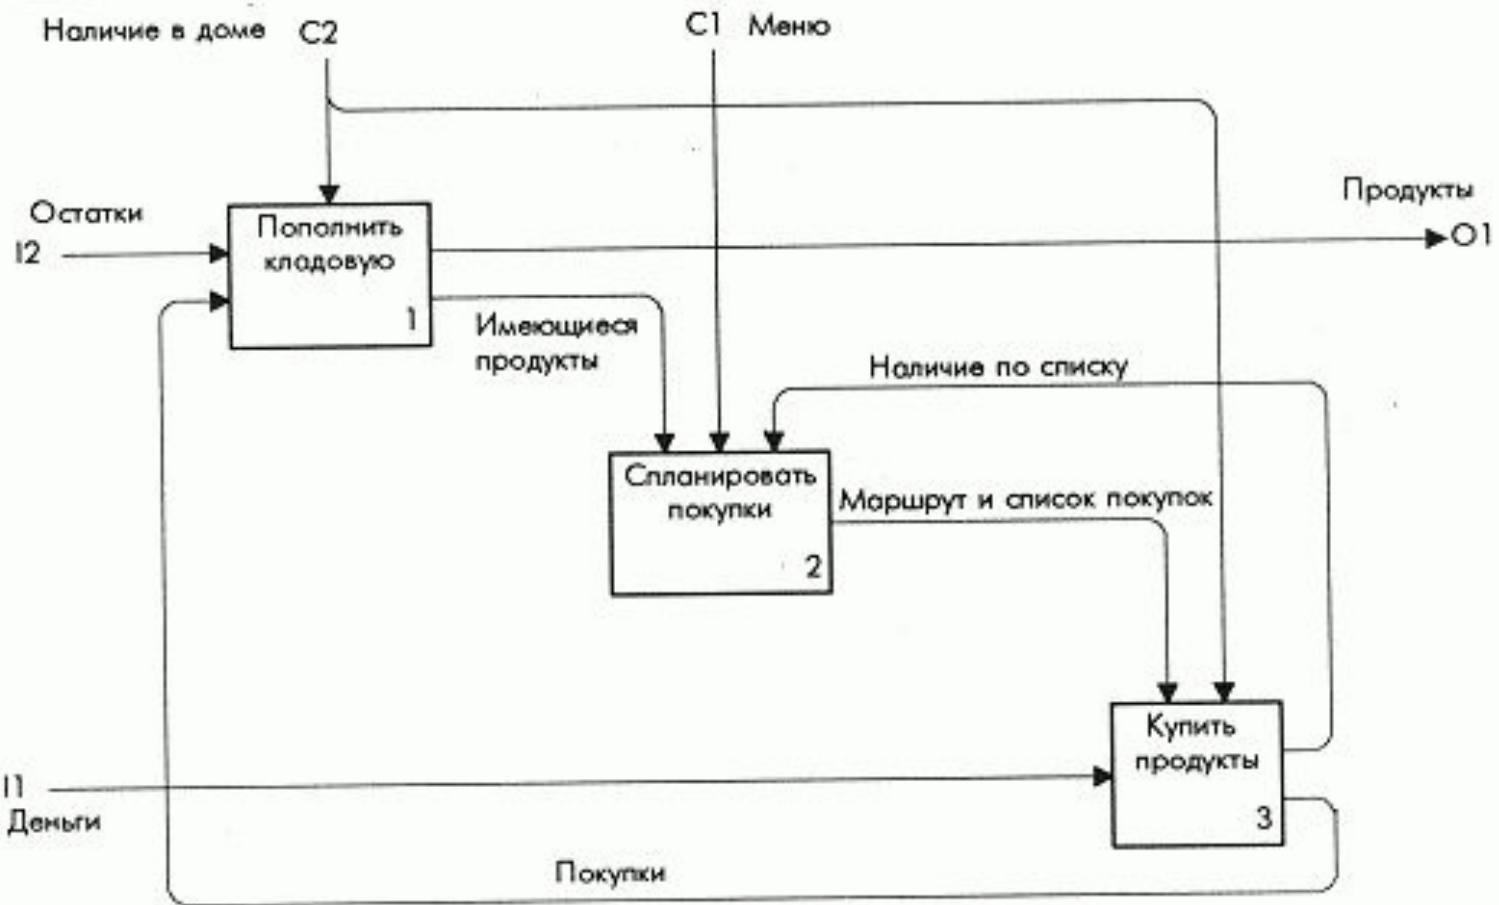 Наличие в доме C2
C1 Меню
Продукты
Остатки
I2
O1
Пополнить
кладовую
1
Имеющиеся
продукты
Наличие по списку
Спланировать
покупки
2
Маршрут и список покупок
Купить
продукты
3
I1
Деньги
Покупки